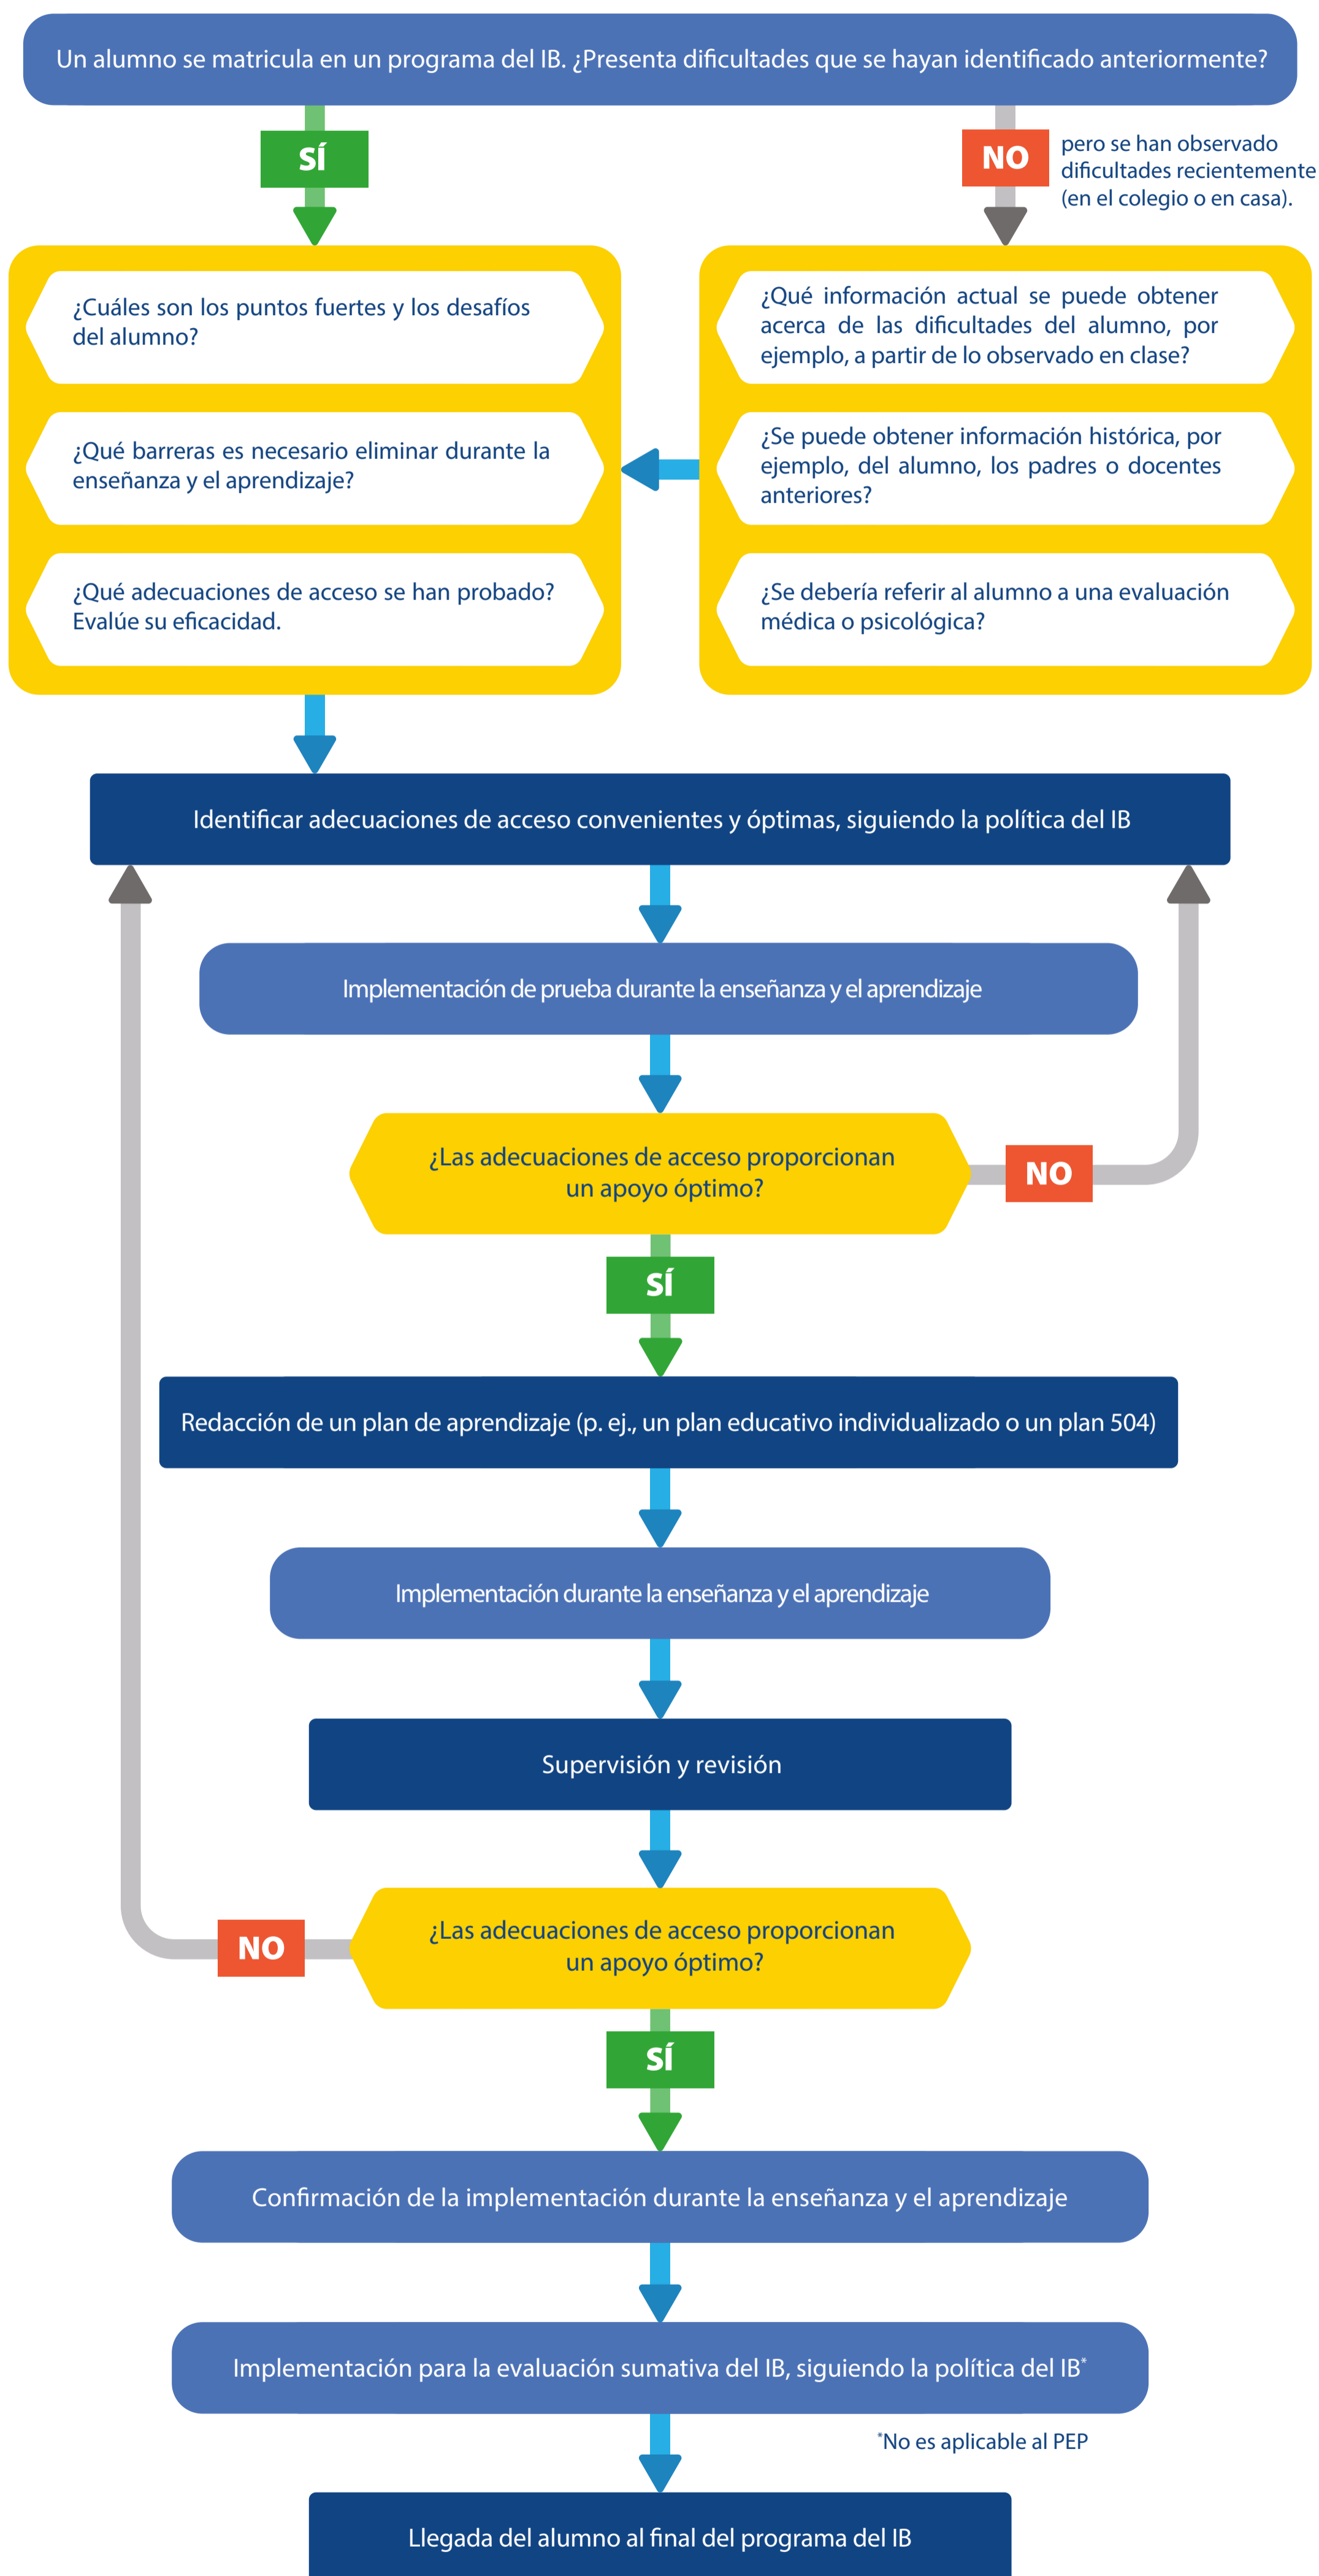 Un alumno se matricula en un programa del IB. ¿Presenta dificultades que se hayan identificado anteriormente?
SÍ
NO
pero se han observado
dificultades recientemente
(en el colegio o en casa).
¿Cuáles son los puntos fuertes y los desafíos
del alumno?
¿Qué barreras es necesario eliminar durante la
enseñanza y el aprendizaje?
¿Qué adecuaciones de acceso se han probado?
Evalúe su eficacidad.
¿Qué información actual se puede obtener
acerca de las dificultades del alumno, por
ejemplo, a partir de lo observado en clase?
¿Se puede obtener información histórica, por
ejemplo, del alumno, los padres o docentes
anteriores?
¿Se debería referir al alumno a una evaluación
médica o psicológica?
Identificar adecuaciones de acceso convenientes y óptimas, siguiendo la política del IB
Implementación de prueba durante la enseñanza y el aprendizaje
¿Las adecuaciones de acceso proporcionan
un apoyo óptimo?
NO
SÍ
Redacción de un plan de aprendizaje (p. ej., un plan educativo individualizado o un plan 504)
Implementación durante la enseñanza y el aprendizaje
Supervisión y revisión
¿Las adecuaciones de acceso proporcionan
un apoyo óptimo?
NO
SÍ
Confirmación de la implementación durante la enseñanza y el aprendizaje
Implementación para la evaluación sumativa del IB, siguiendo la política del IB*
*No es aplicable al PEP
Llegada del alumno al final del programa del IB